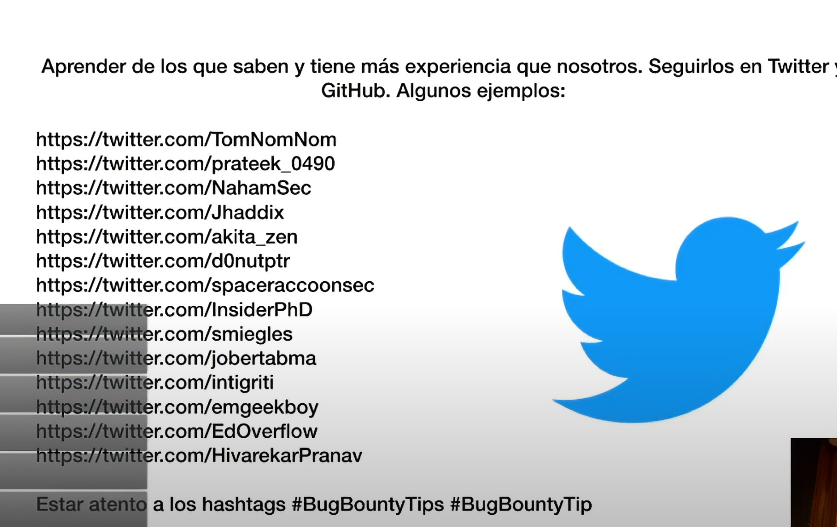 Aprender de los que saben y tiene más experiencia que nosotros. Seguirlos en Twitter y
GitHub. Algunos ejemplos:
https://twitter.com/TomNomNom
https://twitter.com/prateek_0490
https://twitter.com/NahamSec
https://twitter.com/Jhaddix
https://twitter.com/akita_zen
https://twitter.com/d0nutptr
https://twitter.com/spaceraccoonsec
https://twitter.com/InsiderPhD
https://twitter.com/smiegles
https://twitter.com/jobertabma
https://twitter.com/intigriti
https://twitter.com/emgeekboy
https://twitter.com/EdOverflow
https://twitter.com/HivarekarPranav
Estar atento a los hashtags #BugBountyTips #BugBountyTip